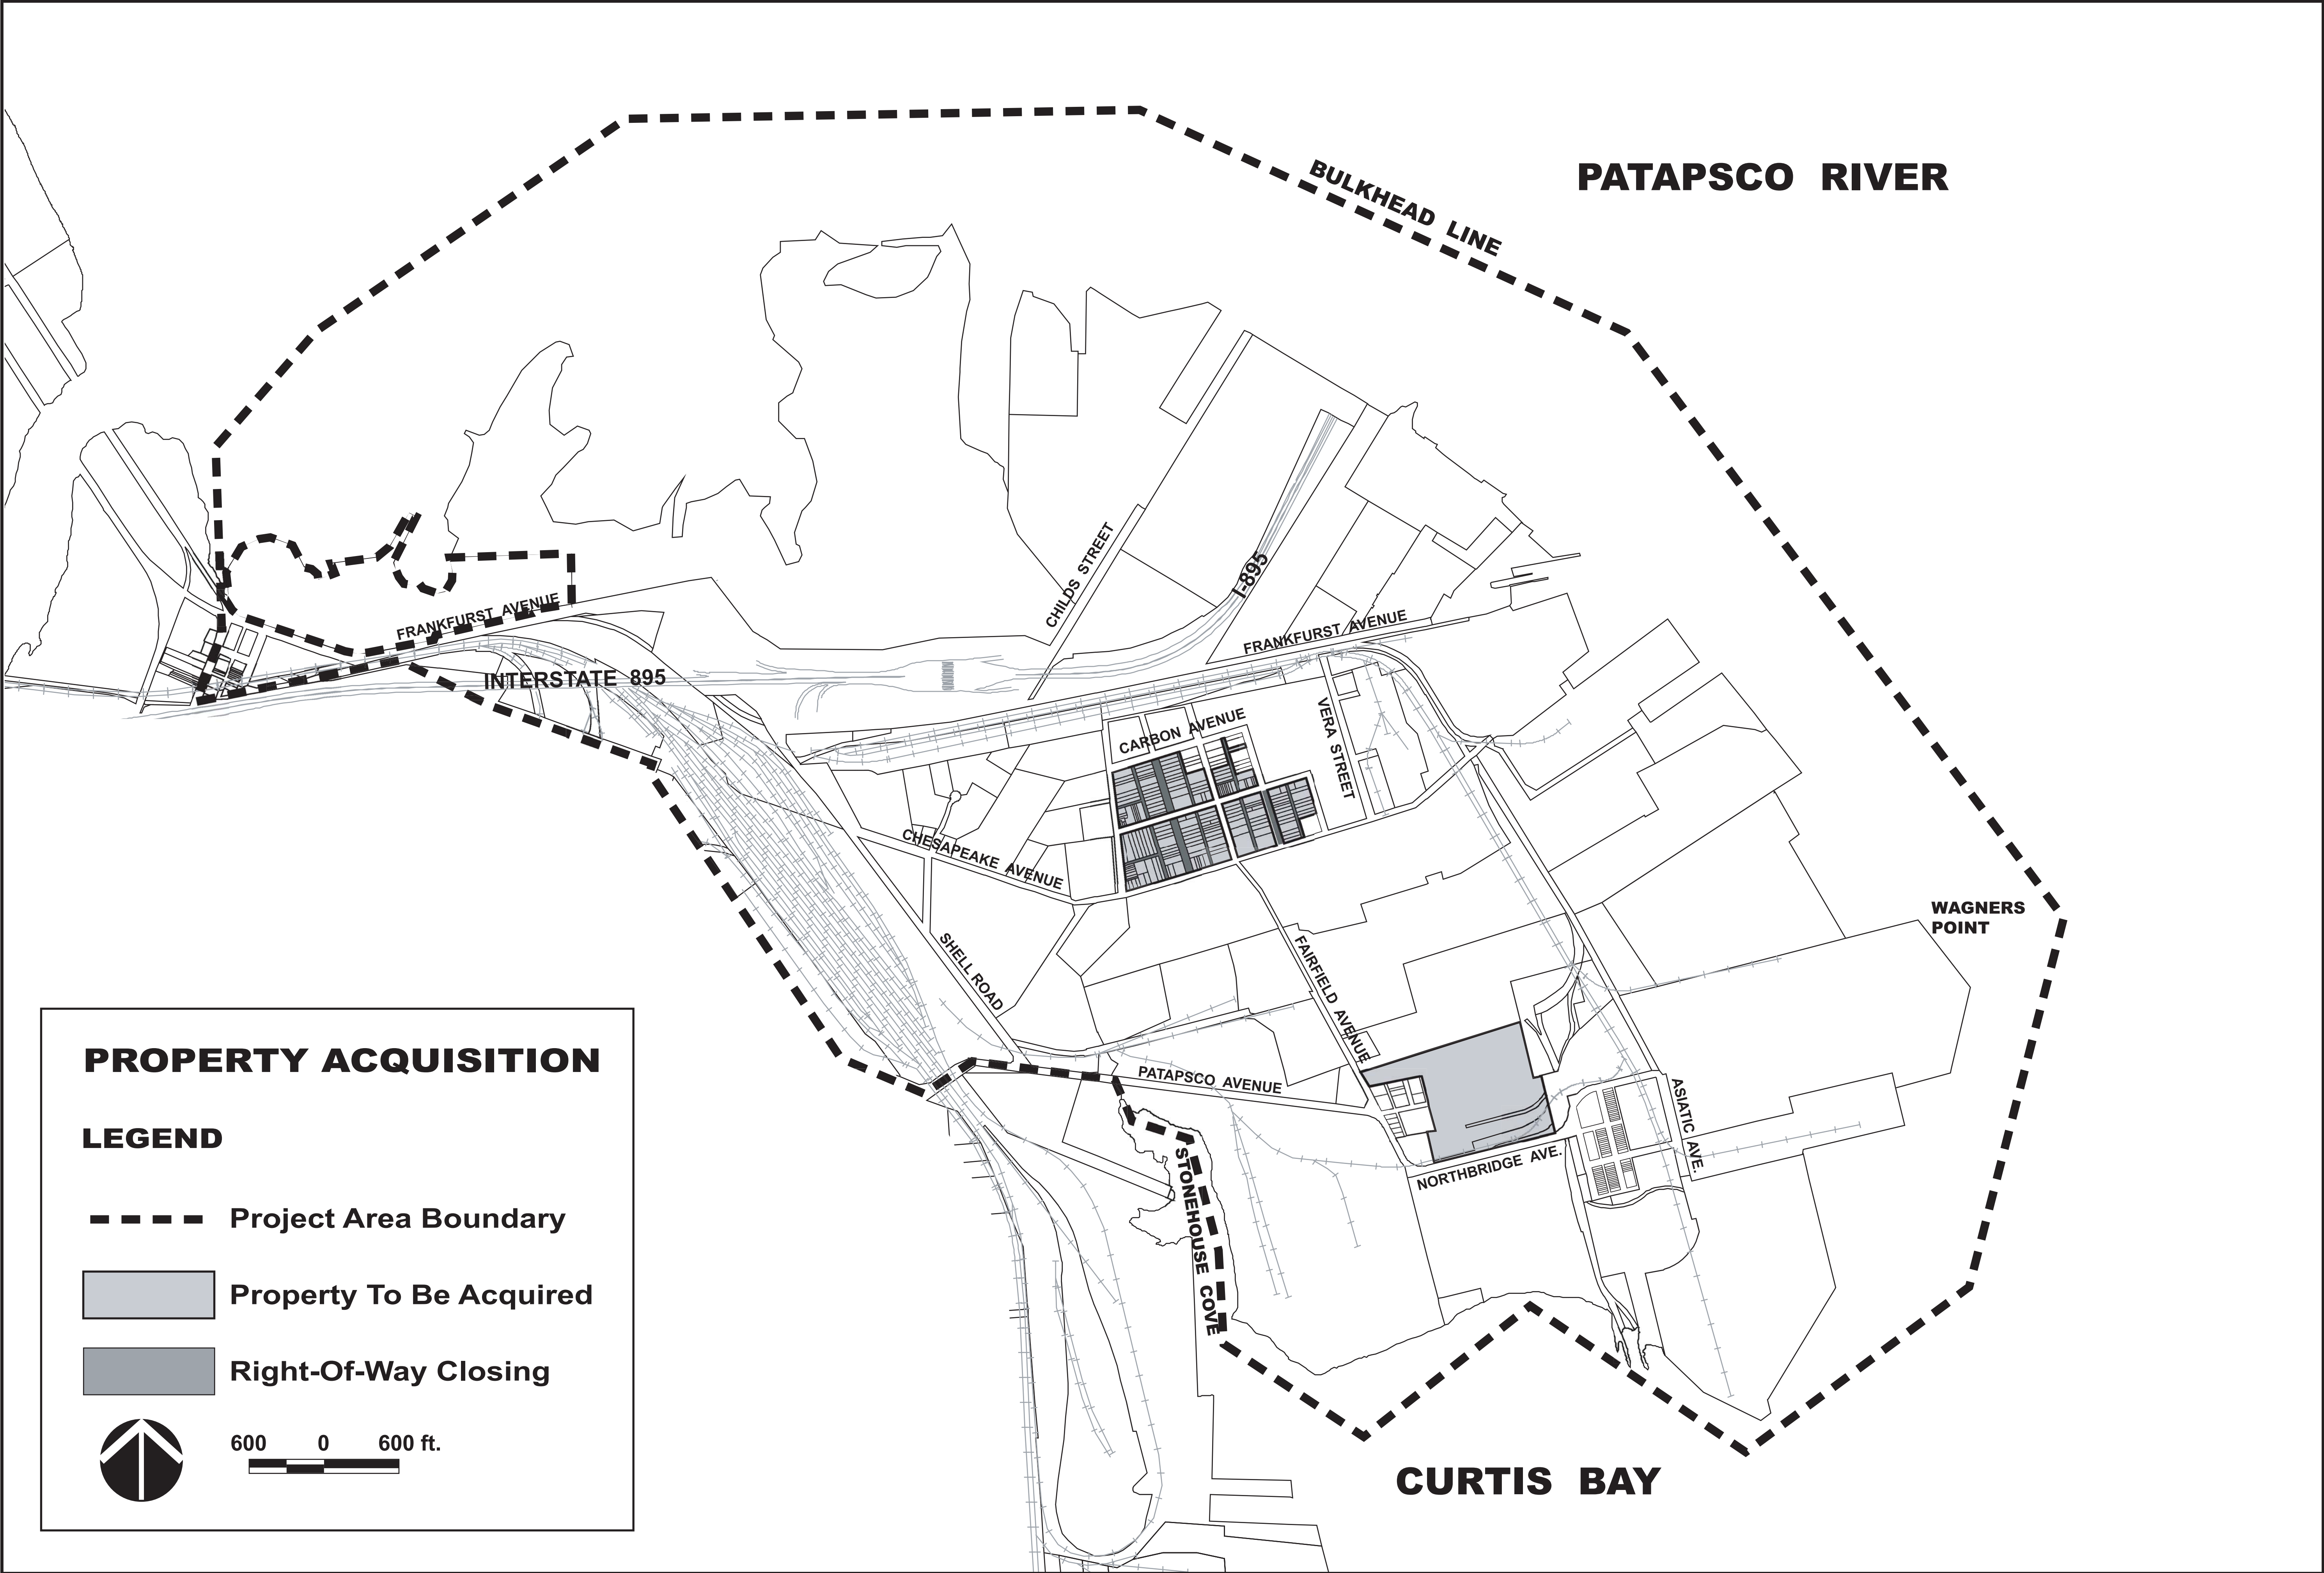 PATAPSCO RIVER
BULKHEAD LINE
CHILDS STREET
I-895
FRANKFURST AVENUE
FRANKFURST AVENUE
INTERSTATE 895
CARBON AVENUE
VERA STREET
CHESAPEAKE AVENUE
WAGNERS
POINT
SHELL ROAD
FAIRFIELD AVENUE
PATAPSCO AVENUE
ASIATIC AVE.
NORTHBRIDGE AVE.
STONEHOUSE COVE
CURTIS BAY
PROPERTY ACQUISITION
LEGEND
Project Area Boundary
Property To Be Acquired
Right-Of-Way Closing
600 0 600 ft.